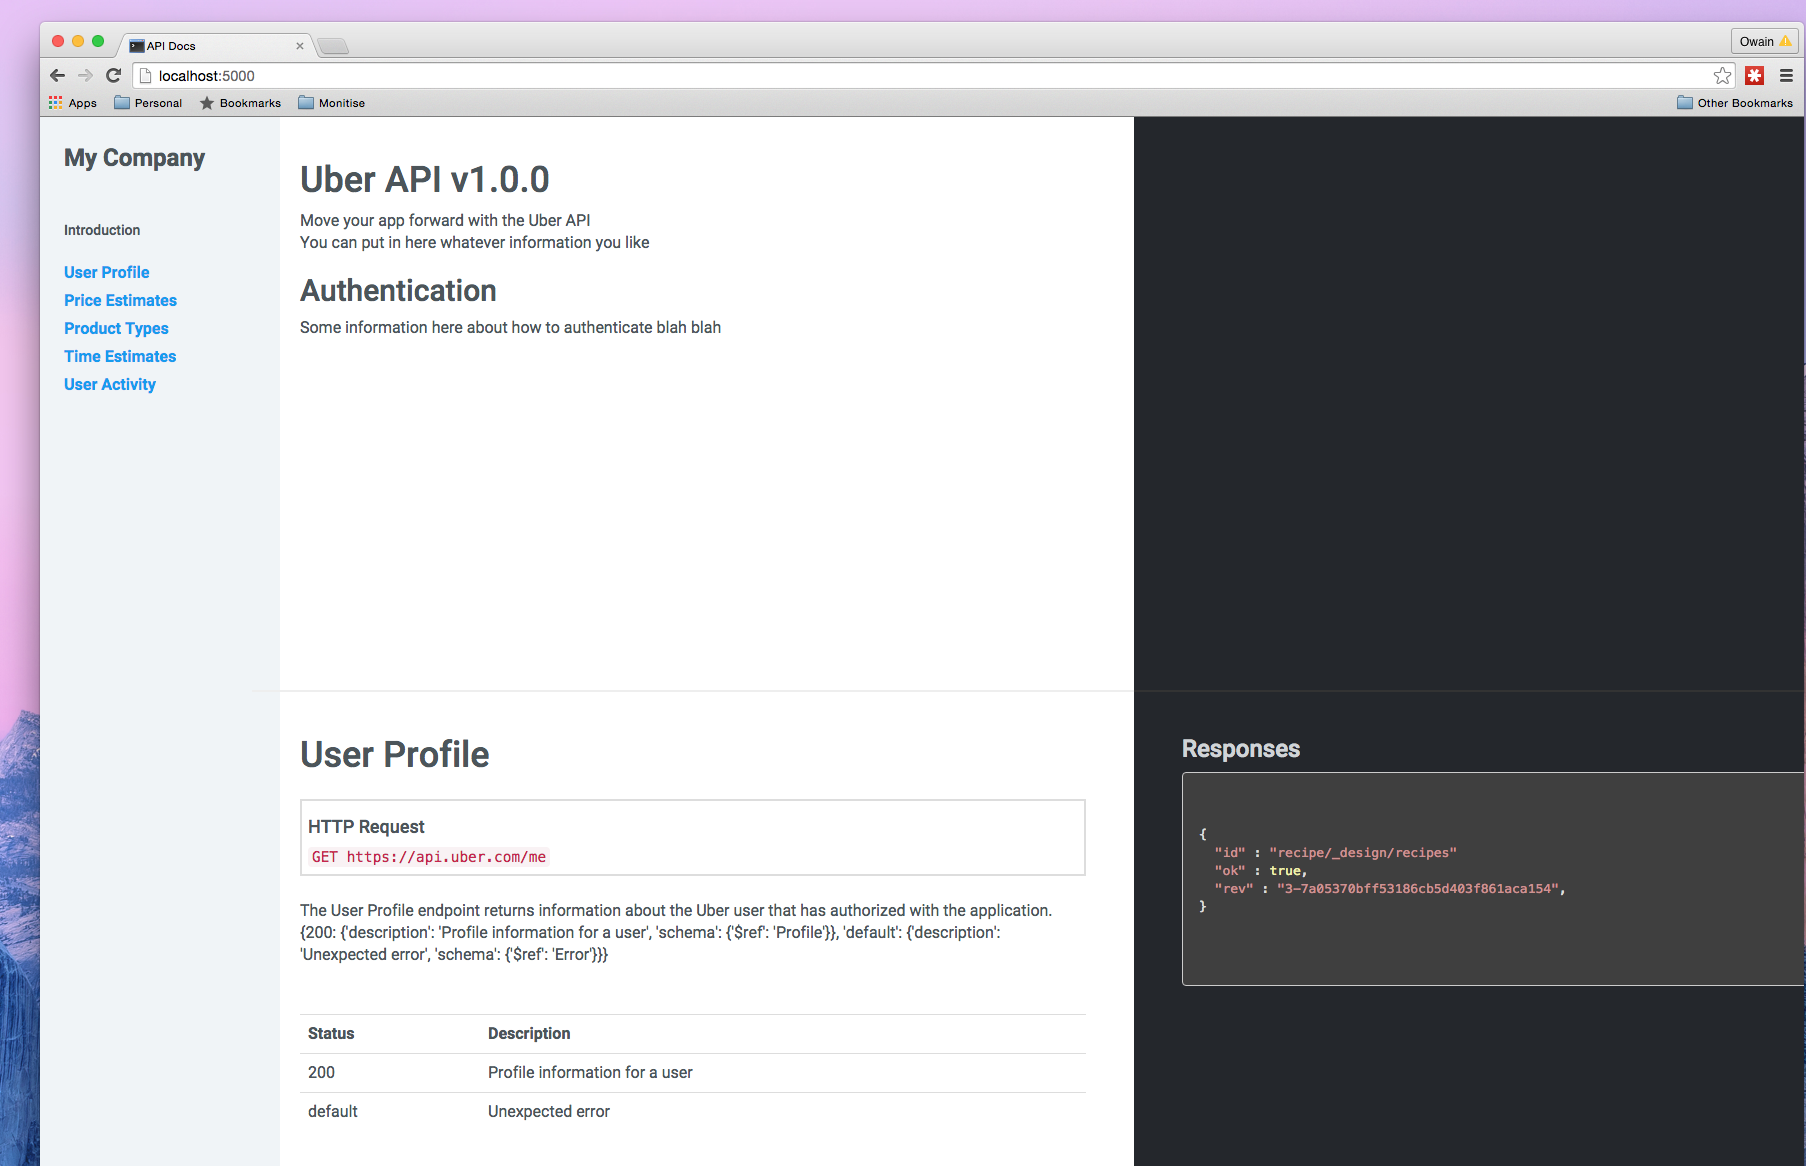 API Docs
Owain
localhost:5000
Apps
Personal
Bookmarks
Monitise
Other Bookmarks
My Company
Introduction
User Profile
Price Estimates
Product Types
Time Estimates
User Activity
Uber API v1.0.0
Move your app forward with the Uber API
You can put in here whatever information you like
Authentication
Some information here about how to authenticate blah blah
User Profile
HTTP Request
GET https://api.uber.com/me
The User Profile endpoint returns information about the Uber user that has authorized with the application.
{200: {'description': 'Profile information for a user', 'schema': {'$ref': 'Profile'}}, 'default': {'description':
'Unexpected error', 'schema': {'$ref': 'Error'}}}
Status Description
200 Profile information for a user
default Unexpected error
Responses
{
"id" : "recipe/_design/recipes"
"ok" : true,
"rev" : "3-7a05370bff53186cb5d403f861aca154",
}